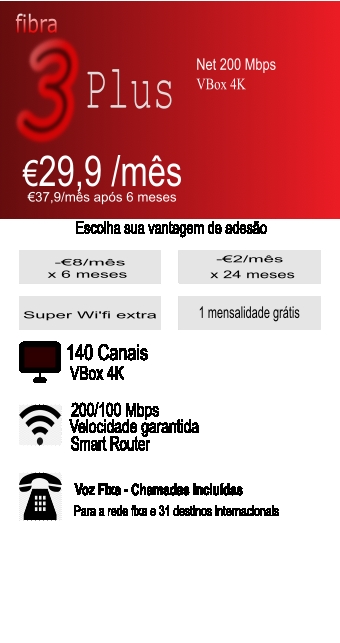 fibra
3 Plus
Net 200 Mbps
VBox 4K
€29,9 /mês
€37,9/mês após 6 meses
Escolha sua vantagem de adesão
-€8/mês
x 6 meses
-€2/mês
x 24 meses
Super Wi'fi extra
1 mensalidade grátis
140 Canais
VBox 4K
200/100 Mbps
Velocidade garantida
Smart Router
Voz Fixa - Chamadas incluídas
Para a rede fixa e 31 destinos internacionais